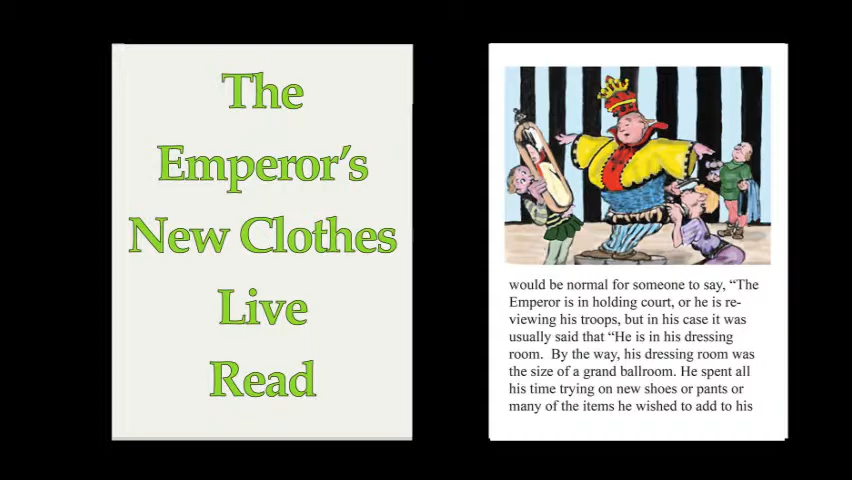 The
Emperor’s
New Clothes
Live
Read
would be normal for someone to say, “The
Emperor is in holding court, or he is re-
viewing his troops, but in his case it was
usually said that “He is in his dressing
room.  By the way, his dressing room was
the size of a grand ballroom. He spent all
his time trying on new shoes or pants or
many of the items he wished to add to his